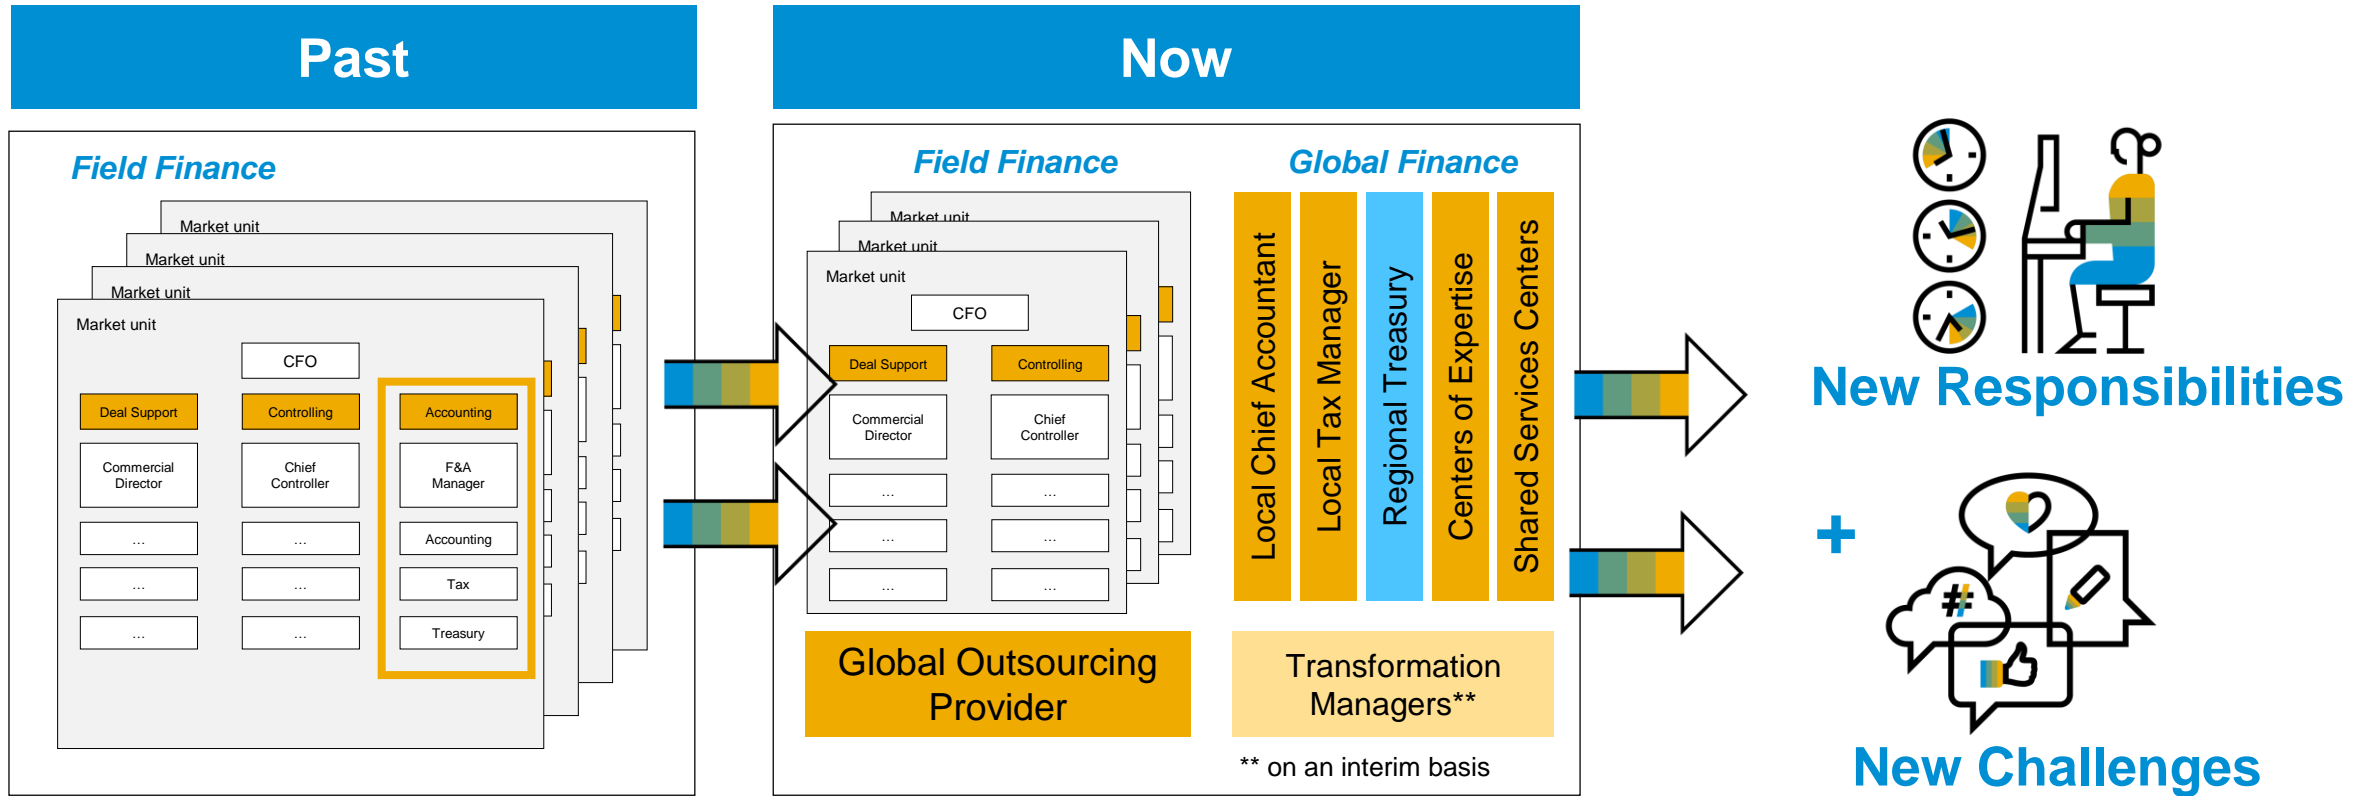 Past
Field Finance
Market unit
Market unit
Market unit
Market unit
CFO
Deal Support
Controlling
Accounting
Commercial
Director
Chief
Controller
F&A
Manager
…
…
Accounting
…
…
Tax
…
…
Treasury
Now
Field Finance
Market unit
Market unit
Market unit
CFO
Deal Support
Controlling
Commercial
Director
Chief
Controller
…
…
…
…
…
…
Global Outsourcing
Provider
Global Finance
Local Chief Accountant
Local Tax Manager
Regional Treasury
Centers of Expertise
Shared Services Centers
Transformation
Managers**
** on an interim basis
New Responsibilities
+
#
New Challenges